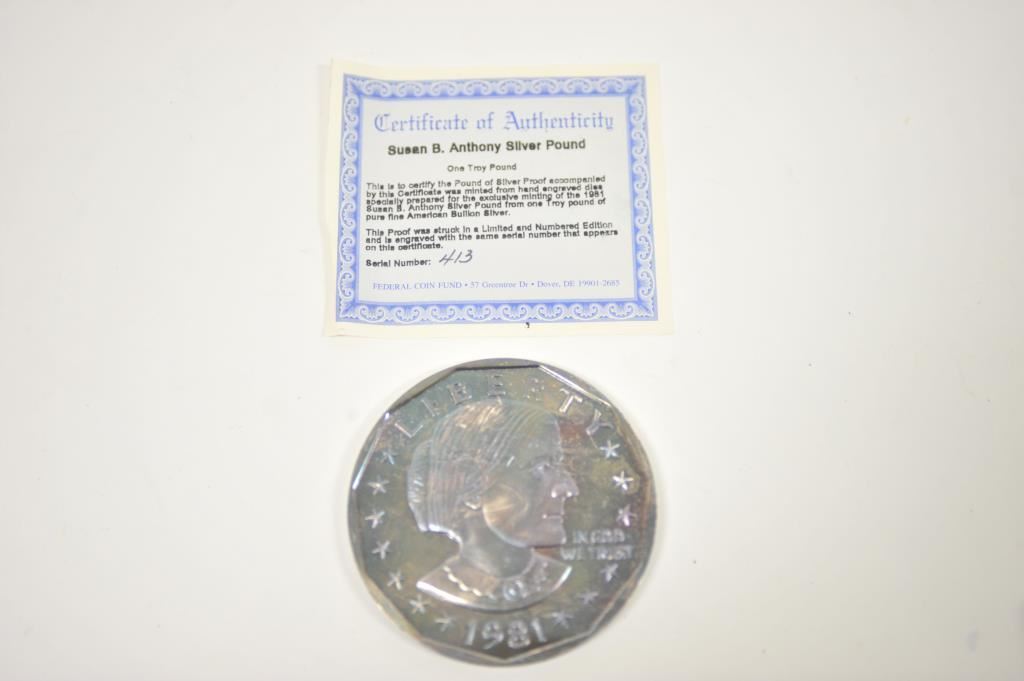 Certificate of Authenticity
Susan B. Anthony Silver Pound
One Troy Pound
This is to certify the Pound of Silver Proof accompanied
by this Certificate was minted from hand engraved dies
specially prepared for the exclusive minting of the 1981
Susan B. Anthony Silver Pound from one Troy pound of
pure fine American Bullion Silver.
This Proof was struck in a Limited and Numbered Edition
and is engraved with the same serial number that appears
on this certificate.
Serial Number: 413
FEDERAL COIN FUND • 57 Greentree Dr • Dover, DE 19901-2685
LIBERTY
IN GOD
WE TRUST
1981